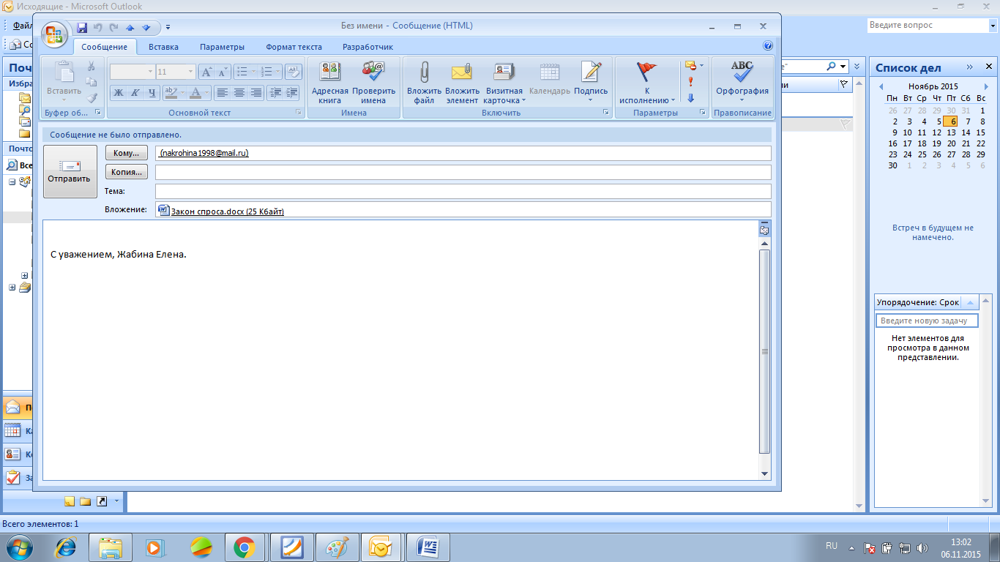 Исходящие - Microsoft Outlook
Без имени - Сообщение (HTML)
Введите вопрос
Сообщение Вставка Параметры Формат текста Разработчик
Вставить
Буфер об...
11
Ж К Ч
Основной текст
Адресная книга
Проверить имена
Имена
Вложить файл
Вложить элемент
Визитная карточка
Календарь
Подпись
Включить
К исполнению
Параметры
ABC
Орфография
Правописание
Сообщение не было отправлено.
Отправить
Кому... (nakrohina1998@mail.ru)
Копия...
Тема:
Вложение: Закон спроса.docx (25 Кбайт)
С уважением, Жабина Елена.
Список дел
Ноябрь 2015
Пн Вт Ср Чт Пт Сб Вс
26 27 28 29 30 31 1
2 3 4 5 6 7 8
9 10 11 12 13 14 15
16 17 18 19 20 21 22
23 24 25 26 27 28 29
30 1 2 3 4 5 6
Встреч в будущем не
намечено.
Упорядочение: Срок
Введите новую задачу
Нет элементов для
просмотра в данном
представлении.
Всего элементов: 1
RU
13:02
06.11.2015